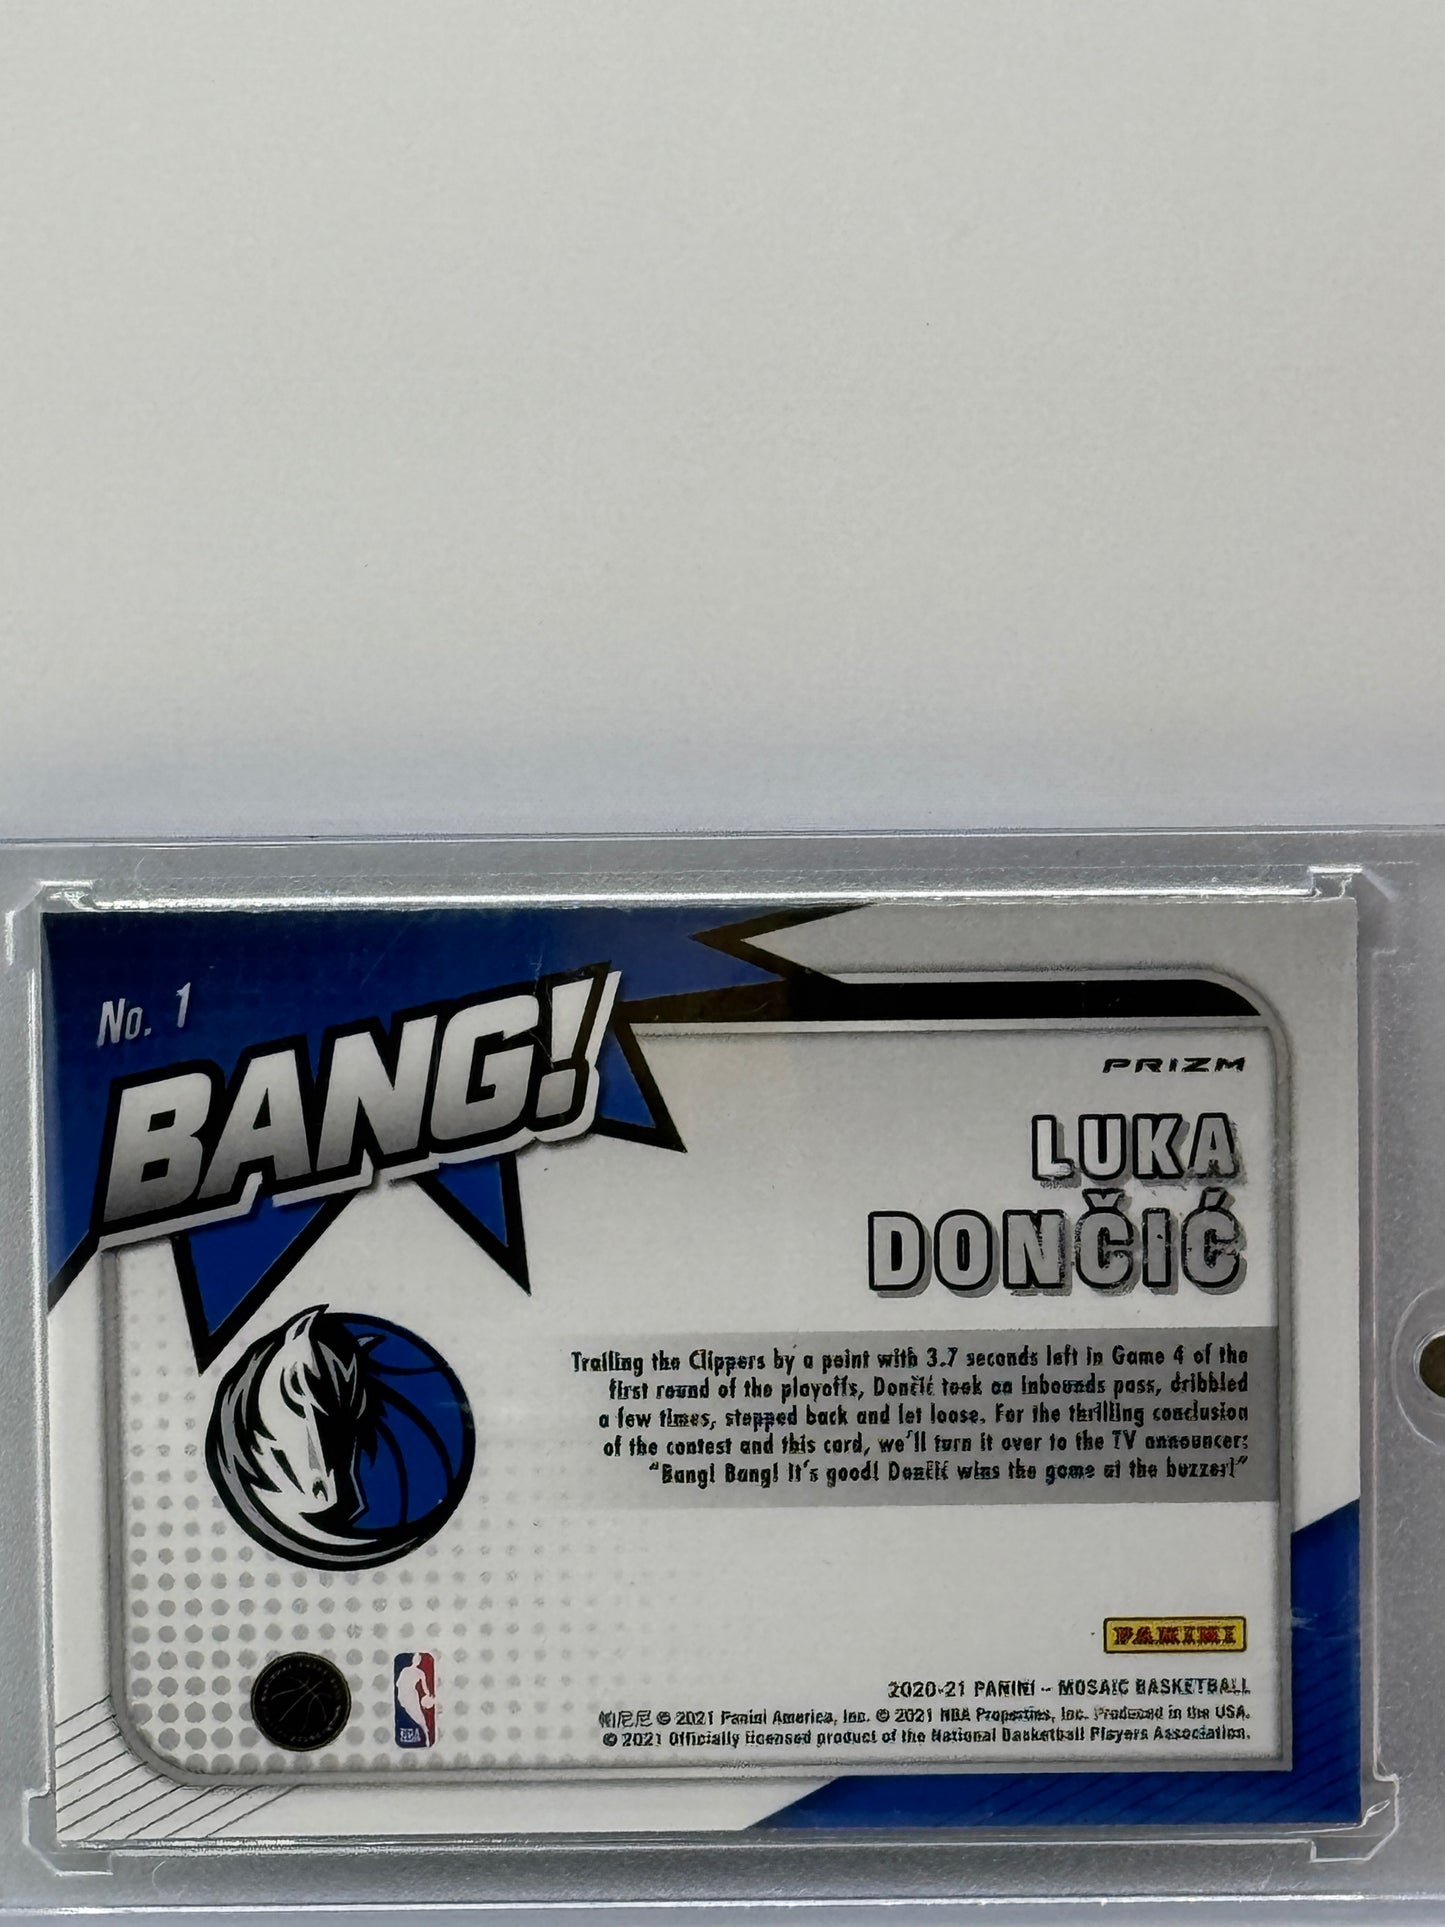 No. 1
BANG!
PRIZM
LUKA
DONČIĆ
Trailing the Clippers by a point with 3.7 seconds left in Game 4 of the
first round of the playoffs, Dončić took an inbounds pass, dribbled
a few times, stepped back and let loose. For the thrilling conclusion
of the contest and this card, we'll turn it over to the TV announcer:
"Bang! Bang! It's good! Dončić wins the game at the buzzer!"
PANINI
2020-21 PANINI – MOSAIC BASKETBALL
© 2021 Panini America, Inc. © 2021 NBA Properties, Inc. Produced in the USA.
© 2021 Officially licensed product of the National Basketball Players Association.
NBA